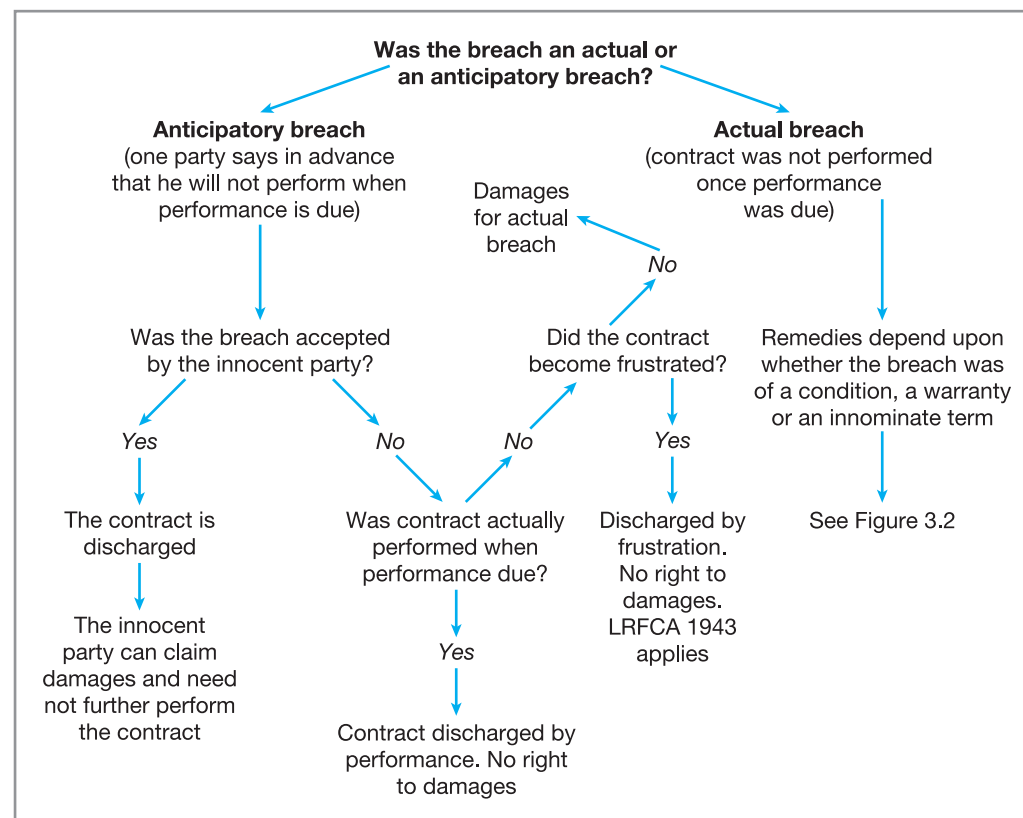 Was the breach an actual or
an anticipatory breach?
Anticipatory breach
(one party says in advance
that he will not perform when
performance is due)
Actual breach
(contract was not performed
once performance
was due)
Damages
for actual
breach
No
Was the breach accepted
by the innocent party?
Did the contract
become frustrated?
Remedies depend upon
whether the breach was
of a condition, a warranty
or an innominate term
Yes
No
No
Yes
The contract is
discharged
Was contract actually
performed when
performance due?
Discharged by
frustration.
No right to
damages.
LRFCA 1943
applies
See Figure 3.2
The innocent
party can claim
damages and need
not further perform
the contract
Yes
Contract discharged by
performance. No right
to damages